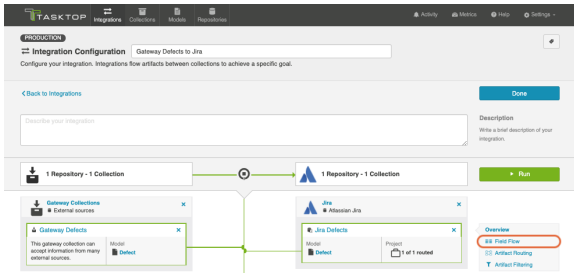 TASKTOP
Integrations
Collections
Models
Repositories
Activity
Metrics
Help
Settings
PRODUCTION
Integration Configuration
Gateway Defects to Jira
Configure your integration. Integrations flow artifacts between collections to achieve a specific goal.
Back to Integrations
Done
Describe your integration
Description
Write a brief description of your
integration.
1 Repository - 1 Collection
1 Repository - 1 Collection
Run
Gateway Collections
External sources
Jira
Atlassian Jira
Gateway Defects
This gateway collection can
accept information from many
external sources.
Model
Defect
Jira Defects
Model
Defect
Project
1 of 1 routed
Overview
Field Flow
Artifact Routing
Artifact Filtering